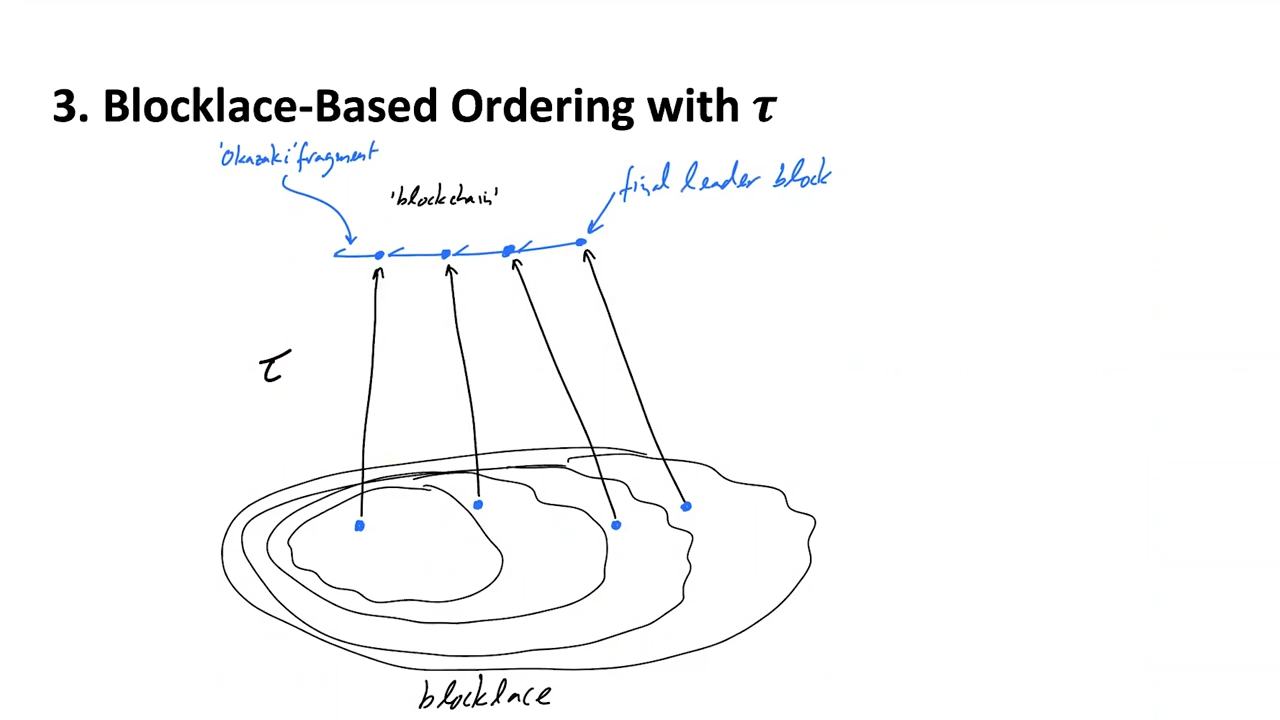 3. Blocklace-Based Ordering with τ
'Okazaki' fragment
'blockchain'
final leader block
τ
blocklace